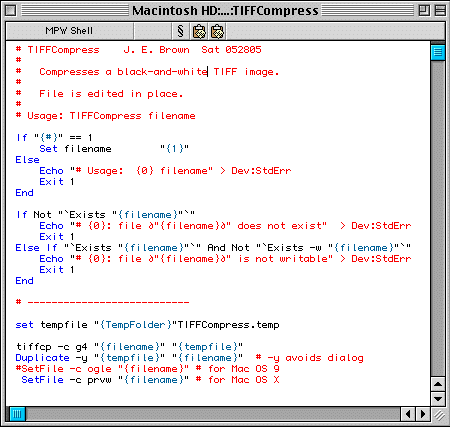 Macintosh HD:...:TIFFCompress
MPW Shell §
# TIFFCompress    J. E. Brown  Sat 052805
#
#   Compresses a black-and-white TIFF image.
#
#   File is edited in place.
#
# Usage: TIFFCompress filename
If "{#}" == 1
    Set filename        "{1}"
Else
    Echo "# Usage:  {0} filename" > Dev:StdErr
    Exit 1
End
If Not "`Exists "{filename}"`"
    Echo "# {0}: file ∂"{filename}∂" does not exist"  > Dev:StdErr
    Exit 1
Else If "`Exists "{filename}"`" And Not "`Exists -w "{filename}"`"
    Echo "# {0}: file ∂"{filename}∂" is not writable" > Dev:StdErr
    Exit 1
End
# ---------------------------
set tempfile "{TempFolder}"TIFFCompress.temp
tiffcp -c g4 "{filename}" "{tempfile}"
Duplicate -y "{tempfile}" "{filename}"  # -y avoids dialog
#SetFile -c ogle "{filename}" # for Mac OS 9
 SetFile -c prvw "{filename}" # for Mac OS X